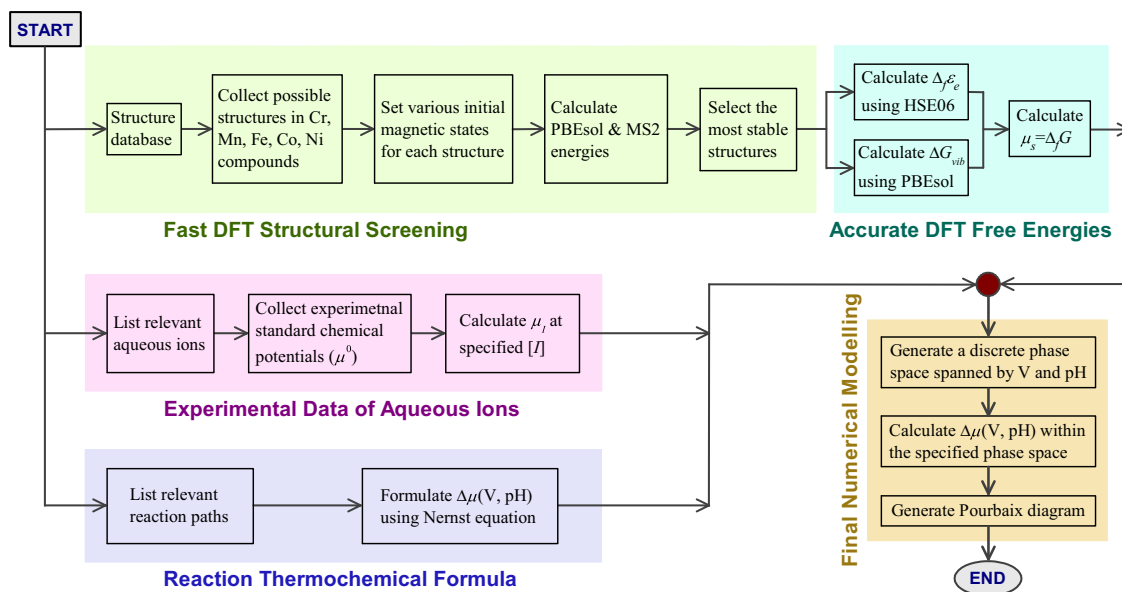 START
Structure
database
Collect possible
structures in Cr,
Mn, Fe, Co, Ni
compounds
Set various initial
magnetic states
for each structure
Calculate
PBEsol & MS2
energies
Select the
most stable
structures
Fast DFT Structural Screening
Calculate Δ_fε_e
using HSE06
Calculate ΔG_vib
using PBEsol
Calculate
μ_s=Δ_fG
Accurate DFT Free Energies
List relevant
aqueous ions
Collect experimetnal
standard chemical
potentials (μ⁰)
Calculate μ_I at
specified [I]
Experimental Data of Aqueous Ions
List relevant
reaction paths
Formulate Δμ(V, pH)
using Nernst equation
Reaction Thermochemical Formula
Generate a discrete phase
space spanned by V and pH
Calculate Δμ(V, pH) within
the specified phase space
Generate Pourbaix diagram
Final Numerical Modelling
END